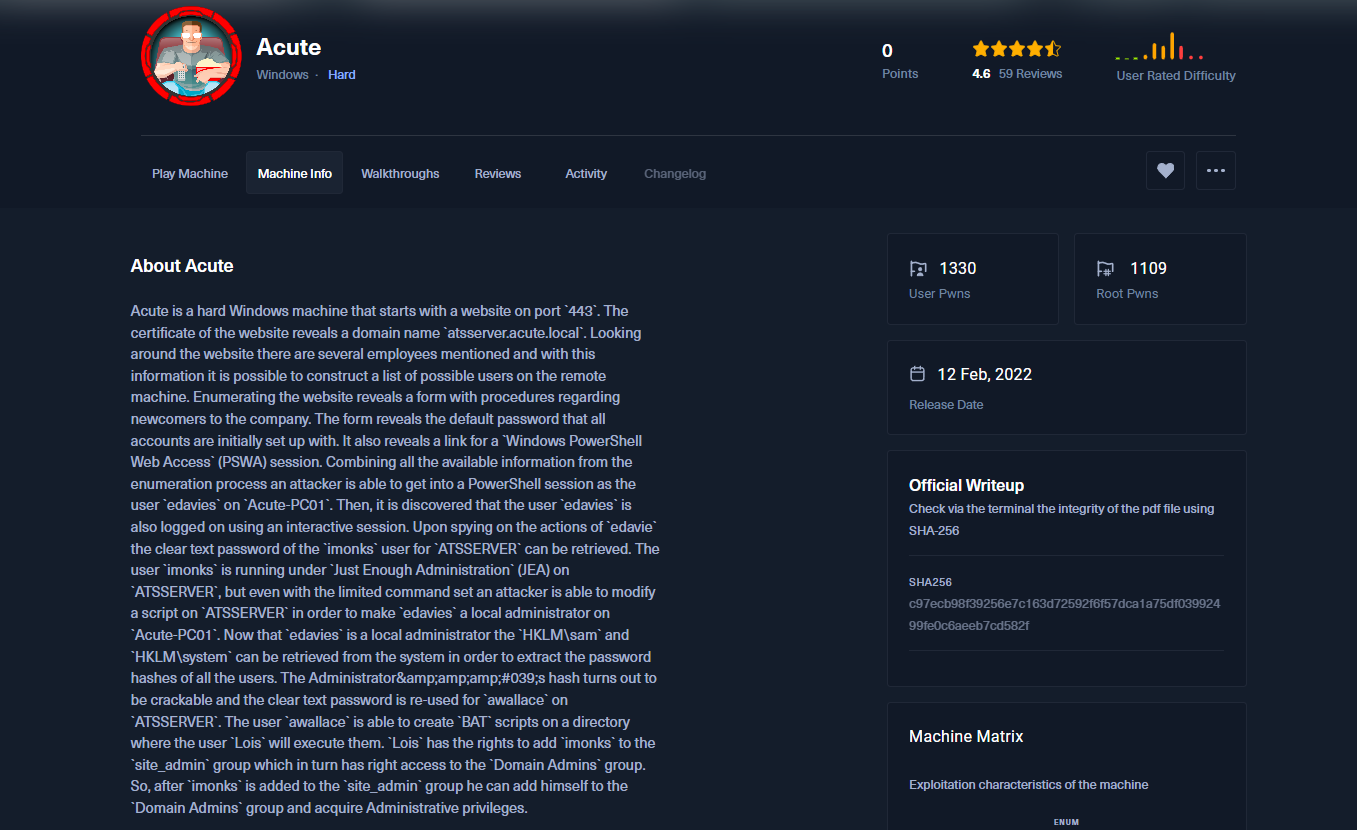 Acute
Windows · Hard
0
Points
4.6 59 Reviews
User Rated Difficulty
Play Machine
Machine Info
Walkthroughs
Reviews
Activity
Changelog
About Acute
Acute is a hard Windows machine that starts with a website on port `443`. The
certificate of the website reveals a domain name `atsserver.acute.local`. Looking
around the website there are several employees mentioned and with this
information it is possible to construct a list of possible users on the remote
machine. Enumerating the website reveals a form with procedures regarding
newcomers to the company. The form reveals the default password that all
accounts are initially set up with. It also reveals a link for a `Windows PowerShell
Web Access` (PSWA) session. Combining all the available information from the
enumeration process an attacker is able to get into a PowerShell session as the
user `edavies` on `Acute-PC01`. Then, it is discovered that the user `edavies` is
also logged on using an interactive session. Upon spying on the actions of `edavie`
the clear text password of the `imonks` user for `ATSSERVER` can be retrieved. The
user `imonks` is running under `Just Enough Administration` (JEA) on
`ATSSERVER`, but even with the limited command set an attacker is able to modify
a script on `ATSSERVER` in order to make `edavies` a local administrator on
`Acute-PC01`. Now that `edavies` is a local administrator the `HKLM\sam` and
`HKLM\system` can be retrieved from the system in order to extract the password
hashes of all the users. The Administrator&amp;amp;amp;#039;s hash turns out to
be crackable and the clear text password is re-used for `awallace` on
`ATSSERVER`. The user `awallace` is able to create `BAT` scripts on a directory
where the user `Lois` will execute them. `Lois` has the rights to add `imonks` to the
`site_admin` group which in turn has right access to the `Domain Admins` group.
So, after `imonks` is added to the `site_admin` group he can add himself to the
`Domain Admins` group and acquire Administrative privileges.
1330
User Pwns
1109
Root Pwns
12 Feb, 2022
Release Date
Official Writeup
Check via the terminal the integrity of the pdf file using
SHA-256
SHA256
c97ecb98f39256e7c163d72592f6f57dca1a75df039924
99fe0c6aeeb7cd582f
Machine Matrix
Exploitation characteristics of the machine
ENUM